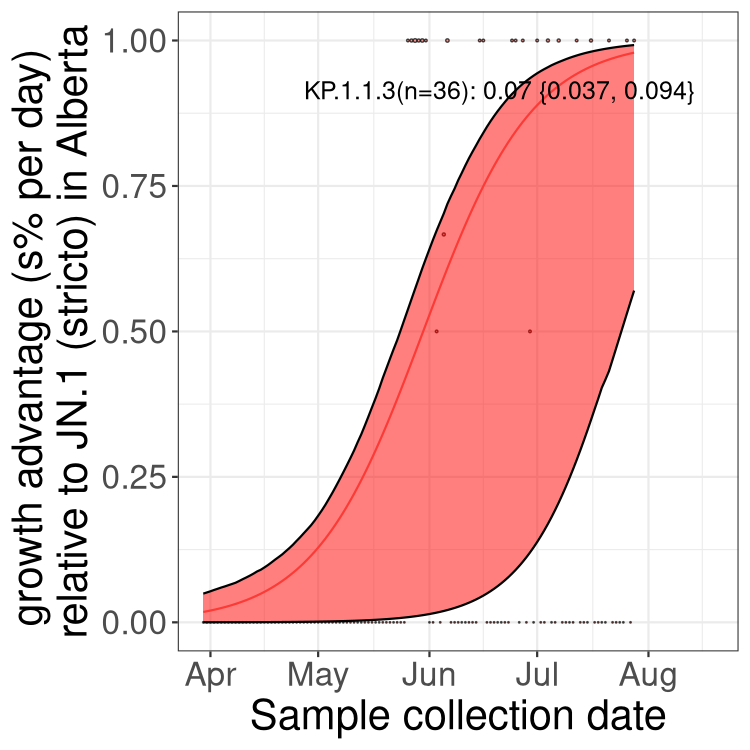 growth advantage (s% per day)
relative to JN.1 (stricto) in Alberta
1.00
0.75
0.50
0.25
0.00
KP.1.1.3(n=36): 0.07 {0.037, 0.094}
Apr May Jun Jul Aug
Sample collection date